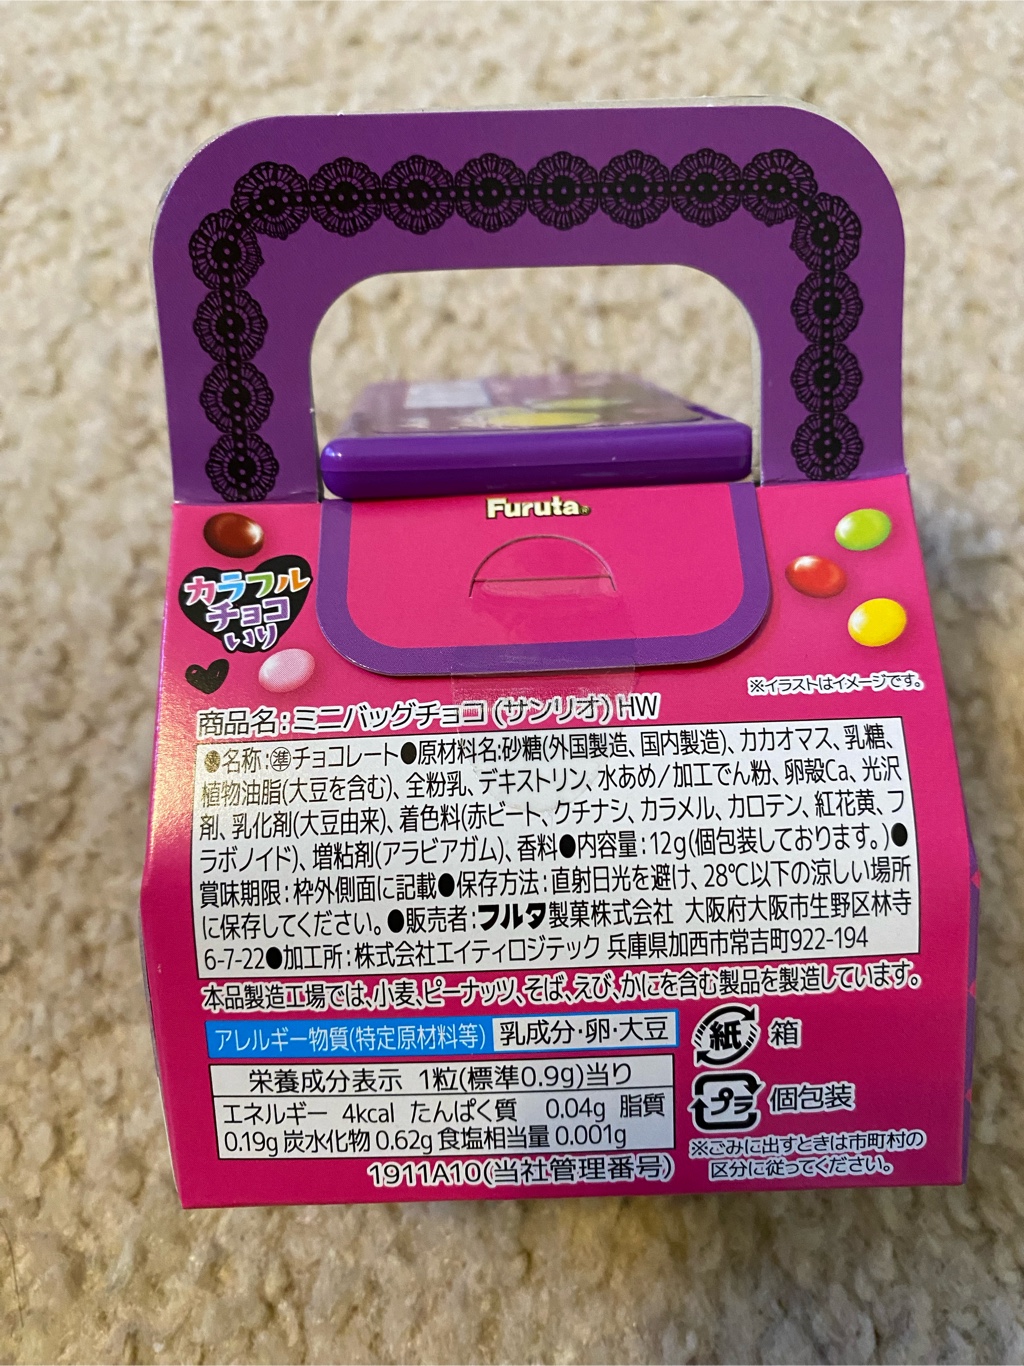 Furuta
カラフル
チョコ
いり
※イラストはイメージです。
商品名:ミニバッグチョコ(サンリオ)HW
●名称:準チョコレート●原材料名:砂糖(外国製造、国内製造)、カカオマス、乳糖、
植物油脂(大豆を含む)、全粉乳、デキストリン、水あめ/加工でん粉、卵殻Ca、光沢
剤、乳化剤(大豆由来)、着色料(赤ビート、クチナシ、カラメル、カロテン、紅花黄、フ
ラボノイド)、増粘剤(アラビアガム)、香料●内容量:12g(個包装しております。)●
賞味期限:枠外側面に記載●保存方法:直射日光を避け、28℃以下の涼しい場所
に保存してください。●販売者:フルタ製菓株式会社 大阪府大阪市生野区林寺
6-7-22●加工所:株式会社エイティロジテック 兵庫県加西市常吉町922-194
本品製造工場では、小麦、ピーナッツ、そば、えび、かにを含む製品を製造しています。
アレルギー物質(特定原材料等) 乳成分・卵・大豆
栄養成分表示 1粒(標準0.9g)当り
エネルギー 4kcal たんぱく質 0.04g 脂質
0.19g 炭水化物 0.62g 食塩相当量 0.001g
1911A10(当社管理番号)
紙 箱
プラ 個包装
※ごみに出すときは市町村の
区分に従ってください。